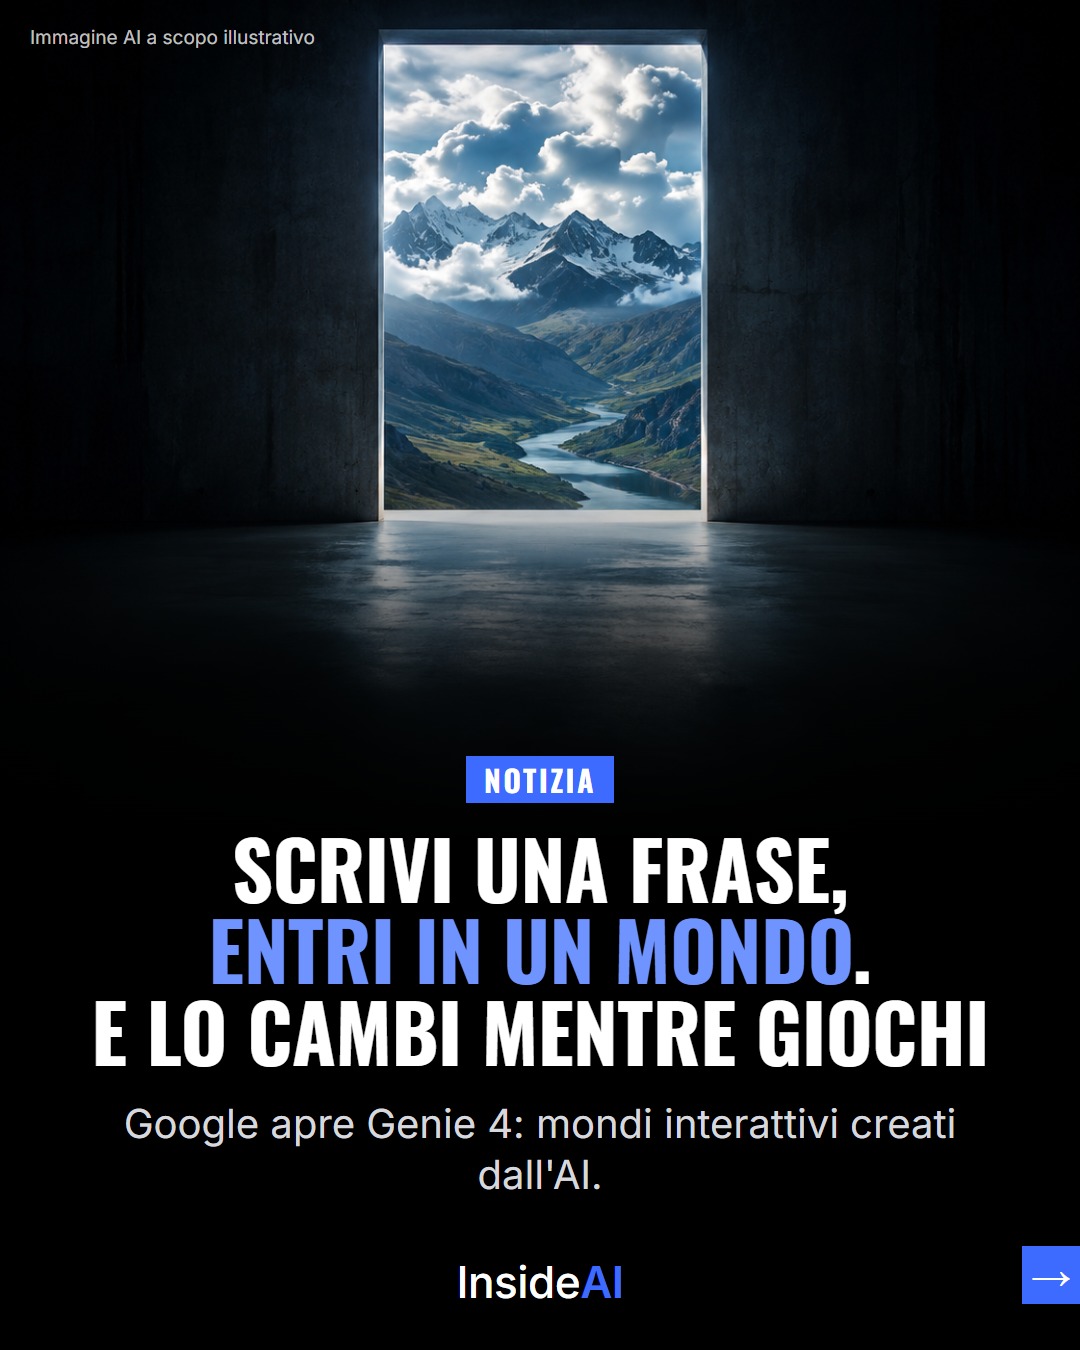 Immagine AI a scopo illustrativo
NOTIZIA
SCRIVI UNA FRASE,
ENTRI IN UN MONDO.
E LO CAMBI MENTRE GIOCHI
Google apre Genie 4: mondi interattivi creati
dall'AI.
InsideAI
→